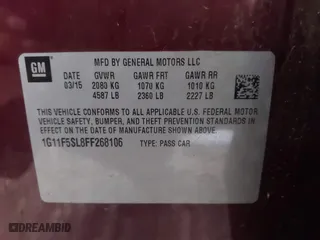 GM
MFD BY GENERAL MOTORS LLC
DATE GVWR GAWR FRT GAWR RR
03/15 2080 KG 1070 KG 1010 KG
4587 LB 2360 LB 2227 LB
THIS VEHICLE CONFORMS TO ALL APPLICABLE U.S. FEDERAL MOTOR
VEHICLE SAFETY, BUMPER, AND THEFT PREVENTION STANDARDS IN
EFFECT ON THE DATE OF MANUFACTURE SHOWN ABOVE.
1G11F5SL8FF268106 TYPE: PASS CAR
DREAMBID